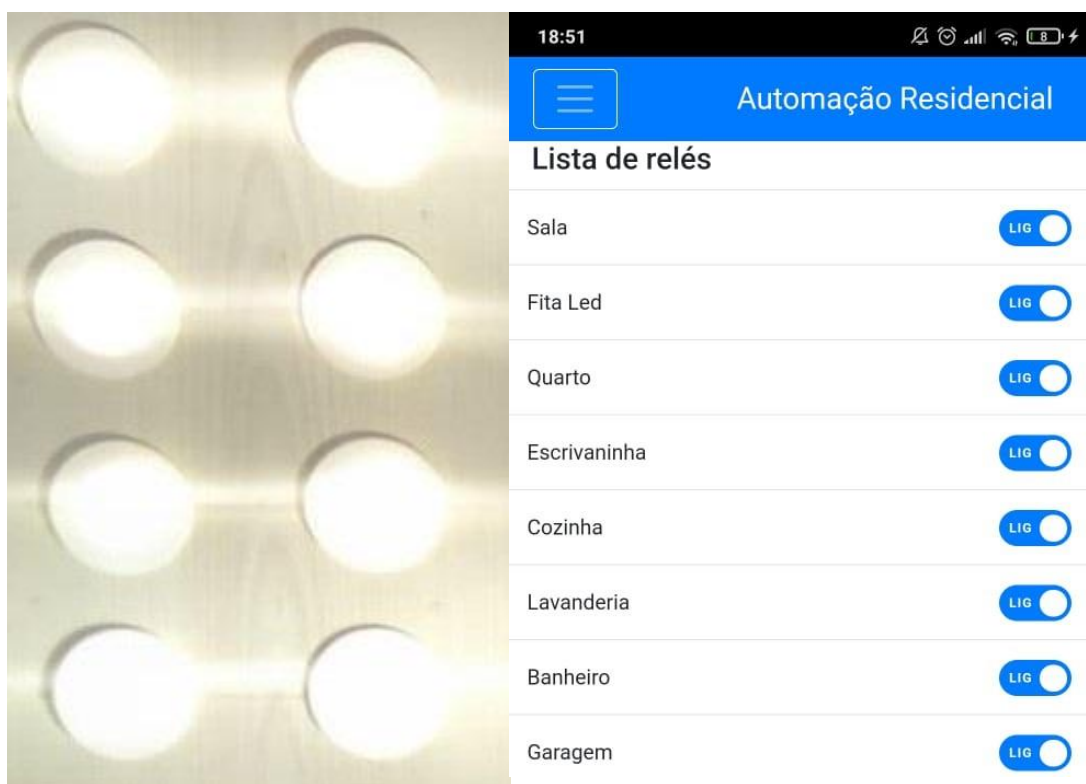 18:51
8
Automação Residencial
Lista de relés
Sala
LIG
Fita Led
LIG
Quarto
LIG
Escrivaninha
LIG
Cozinha
LIG
Lavanderia
LIG
Banheiro
LIG
Garagem
LIG